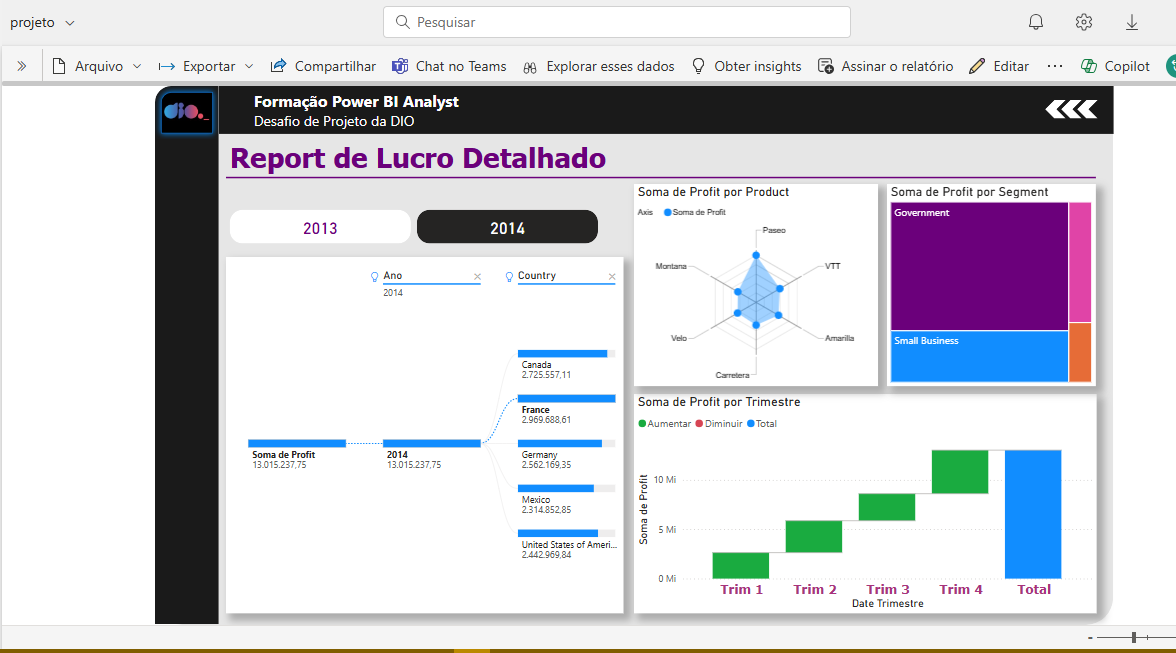 projeto
Pesquisar
Arquivo
Exportar
Compartilhar
Chat no Teams
Explorar esses dados
Obter insights
Assinar o relatório
Editar
Copilot
dio._
Formação Power BI Analyst
Desafio de Projeto da DIO
Report de Lucro Detalhado
2013
2014
Ano
2014
Country
Canada
2.725.557,11
France
2.969.688,61
Soma de Profit
13.015.237,75
2014
13.015.237,75
Germany
2.562.169,35
Mexico
2.314.852,85
United States of Ameri...
2.442.969,84
Soma de Profit por Product
Axis
Soma de Profit
Paseo
Montana
VTT
Velo
Amarilla
Carretera
Soma de Profit por Segment
Government
Small Business
Soma de Profit por Trimestre
Aumentar
Diminuir
Total
Soma de Profit
10 Mi
5 Mi
0 Mi
Trim 1
Trim 2
Trim 3
Trim 4
Total
Date Trimestre